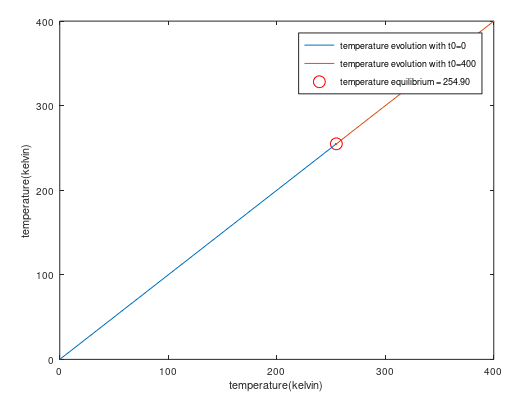 400
300
200
100
0
temperature(kelvin)
temperature evolution with t0=0
temperature evolution with t0=400
temperature equilibrium = 254.90
0
100
200
300
400
temperature(kelvin)